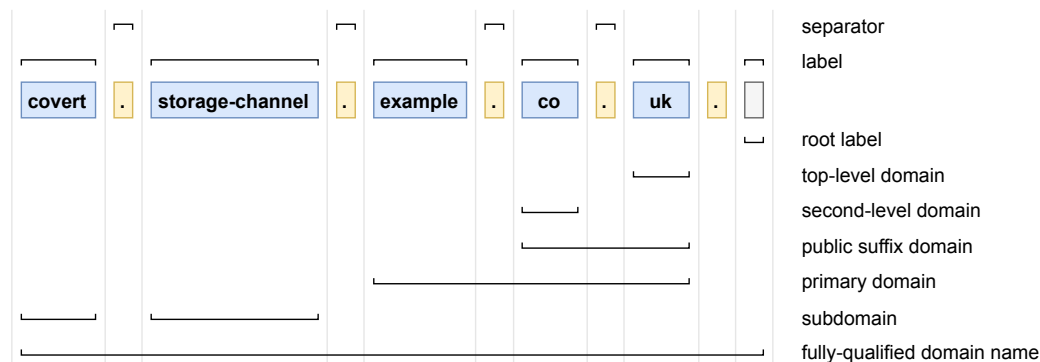 separator
label
covert . storage-channel . example . co . uk .
root label
top-level domain
second-level domain
public suffix domain
primary domain
subdomain
fully-qualified domain name